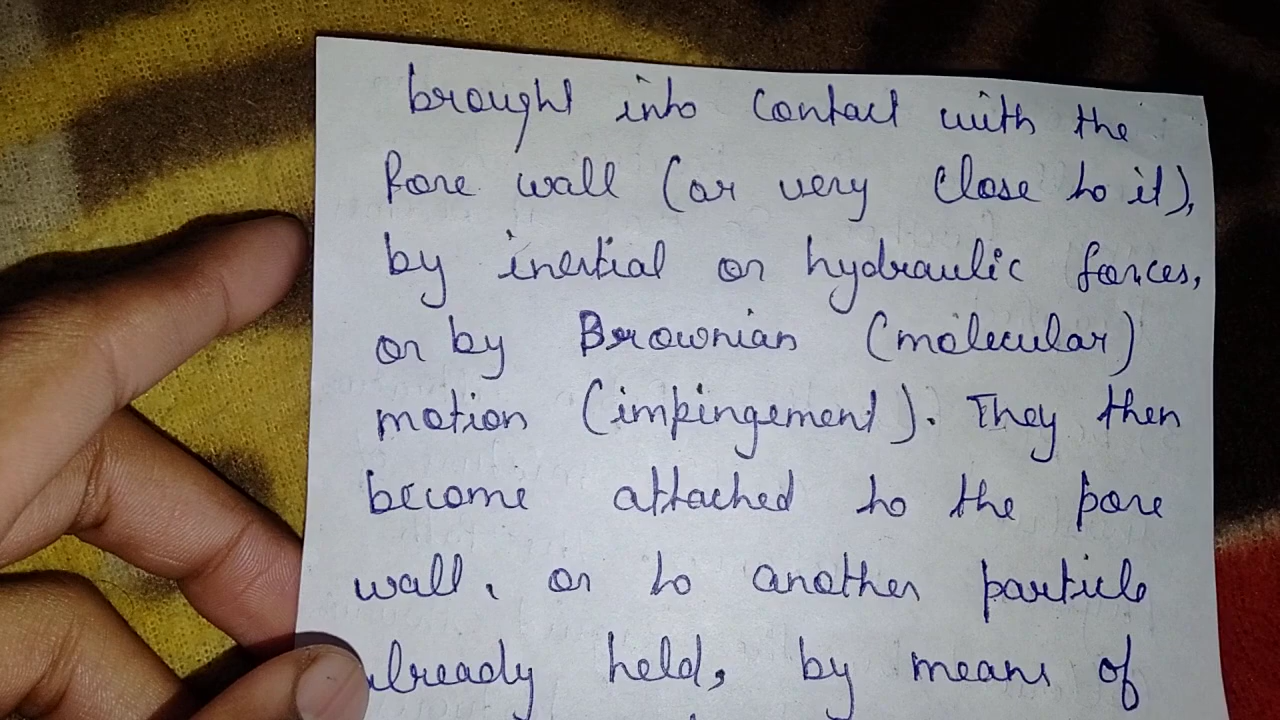 brought into contact with the
Pore wall (or very close to it),
by inertial or hydraulic forces,
or by Brownian (molecular)
motion (impingement). They then
become attached to the pore
wall, or to another particle
already held, by means of